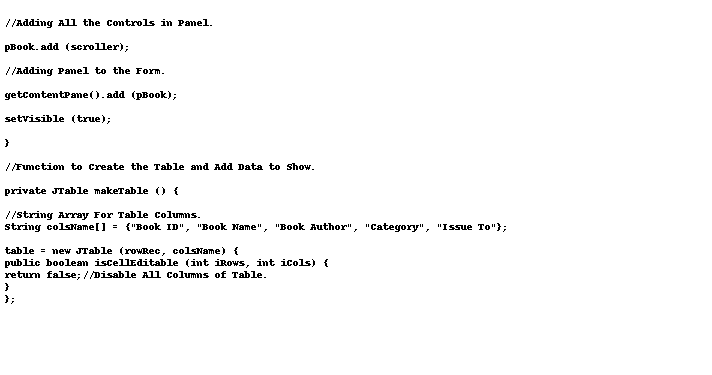 //Adding All the Controls in Panel.
pBook.add (scroller);
//Adding Panel to the Form.
getContentPane().add (pBook);
setVisible (true);
}
//Function to Create the Table and Add Data to Show.
private JTable makeTable () {
//String Array For Table Columns.
String colsName[] = {"Book ID", "Book Name", "Book Author", "Category", "Issue To"};
table = new JTable (rowRec, colsName) {
public boolean isCellEditable (int iRows, int iCols) {
return false;//Disable All Columns of Table.
}
};